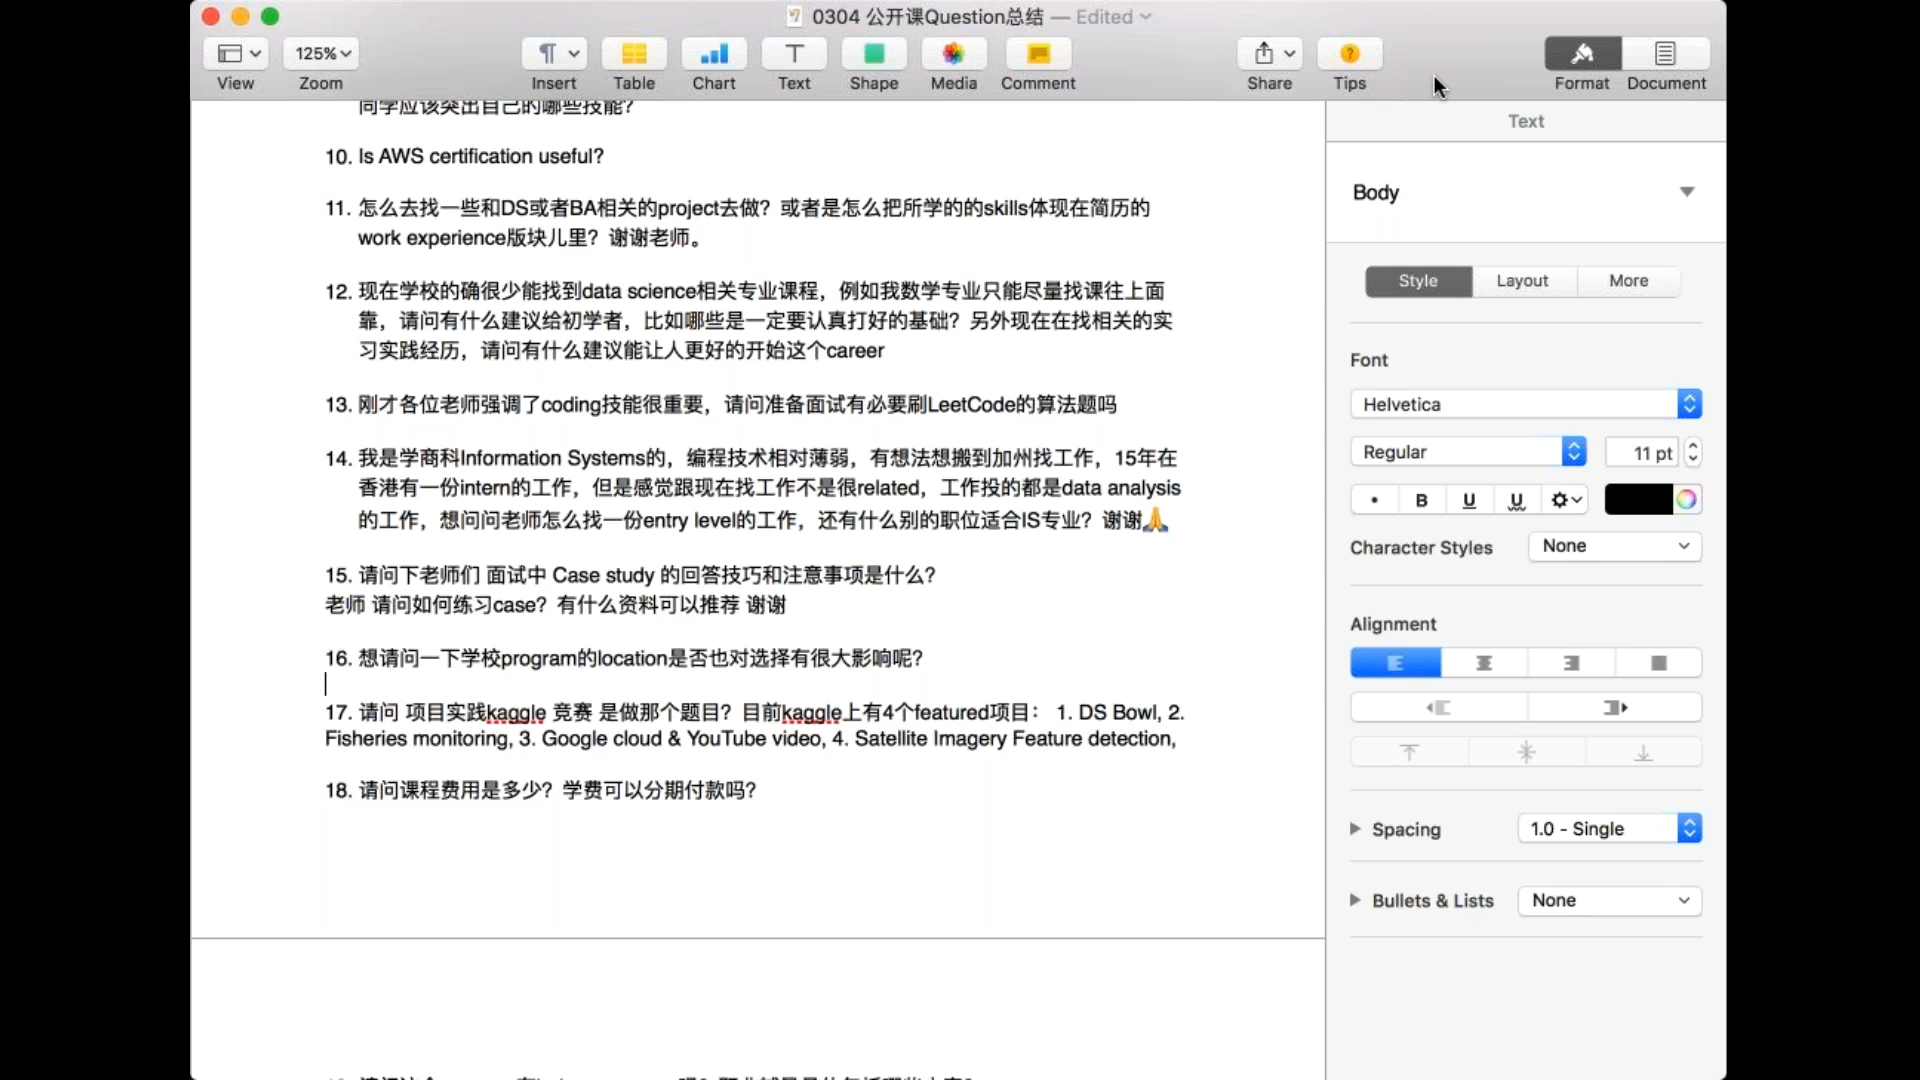 0304 公开课Question总结 — Edited
125%
View
Zoom
Insert
Table
Chart
Text
Shape
Media
Comment
Share
Tips
Format
Document
同学应该突出自己的哪些技能？
10. Is AWS certification useful?
11. 怎么去找一些和DS或者BA相关的project去做？或者是怎么把所学的的skills体现在简历的
work experience版块儿里？谢谢老师。
12. 现在学校的确很少能找到data science相关专业课程，例如我数学专业只能尽量找课往上面
靠，请问有什么建议给初学者，比如哪些是一定要认真打好的基础？另外现在在找相关的实
习实践经历，请问有什么建议能让人更好的开始这个career
13. 刚才各位老师强调了coding技能很重要，请问准备面试有必要刷LeetCode的算法题吗
14. 我是学商科Information Systems的，编程技术相对薄弱，有想法想搬到加州找工作，15年在
香港有一份intern的工作，但是感觉跟现在找工作不是很related，工作投的都是data analysis
的工作，想问问老师怎么找一份entry level的工作，还有什么别的职位适合IS专业？谢谢🙏
15. 请问下老师们 面试中 Case study 的回答技巧和注意事项是什么？
老师 请问如何练习case？有什么资料可以推荐 谢谢
16. 想请问一下学校program的location是否也对选择有很大影响呢？
17. 请问 项目实践kaggle 竞赛 是做那个题目？目前kaggle上有4个featured项目： 1. DS Bowl, 2.
Fisheries monitoring, 3. Google cloud & YouTube video, 4. Satellite Imagery Feature detection,
18. 请问课程费用是多少？学费可以分期付款吗？
Text
Body
Style
Layout
More
Font
Helvetica
Regular
11 pt
B
U
U
Character Styles
None
Alignment
Spacing
1.0 - Single
Bullets & Lists
None